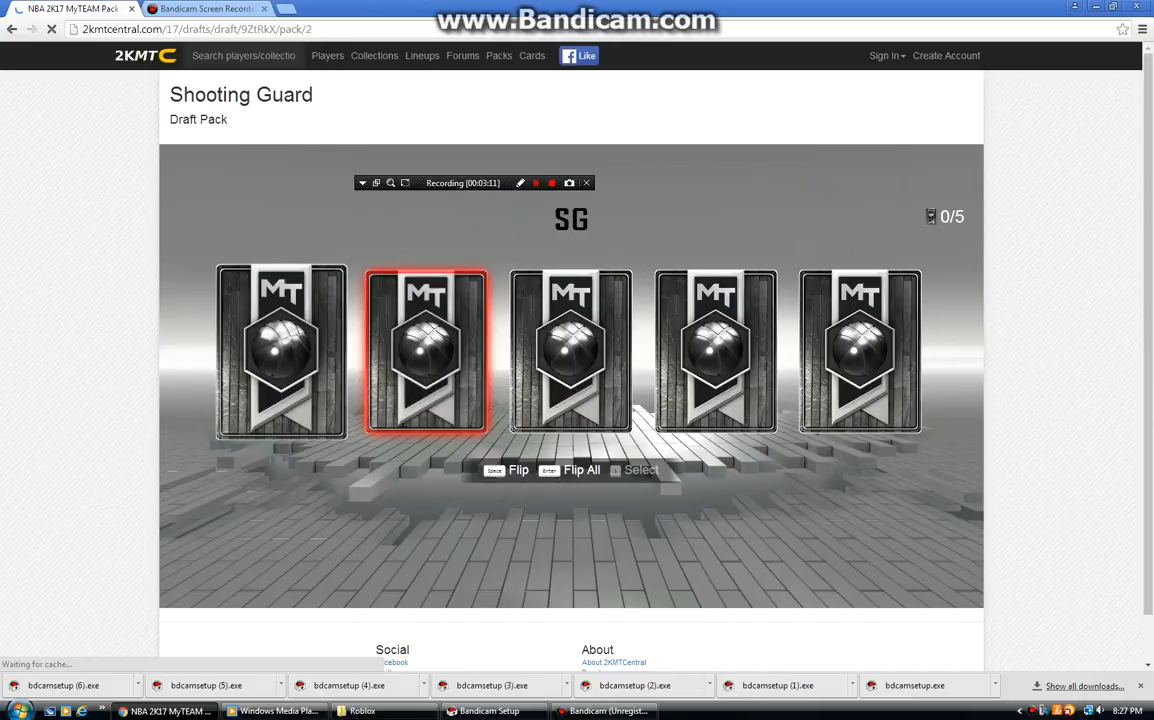 NBA 2K17 MyTEAM Pack
Bandicam Screen Record
www.Bandicam.com
2kmtcentral.com/17/drafts/draft/9ZtRkX/pack/2
2KMTC
Search players/collectio
Players
Collections
Lineups
Forums
Packs
Cards
Like
Sign In
Create Account
Shooting Guard
Draft Pack
Recording [00:03:11]
SG
0/5
MT
MT
MT
MT
MT
Space
Flip
Enter
Flip All
Select
Social
About
cebook
About 2KMTCentral
Waiting for cache...
bdcamsetup (6).exe
bdcamsetup (5).exe
bdcamsetup (4).exe
bdcamsetup (3).exe
bdcamsetup (2).exe
bdcamsetup (1).exe
bdcamsetup.exe
Show all downloads...
NBA 2K17 MyTEAM ...
Windows Media Pla...
Roblox
Bandicam Setup
Bandicam (Unregist...
8:27 PM